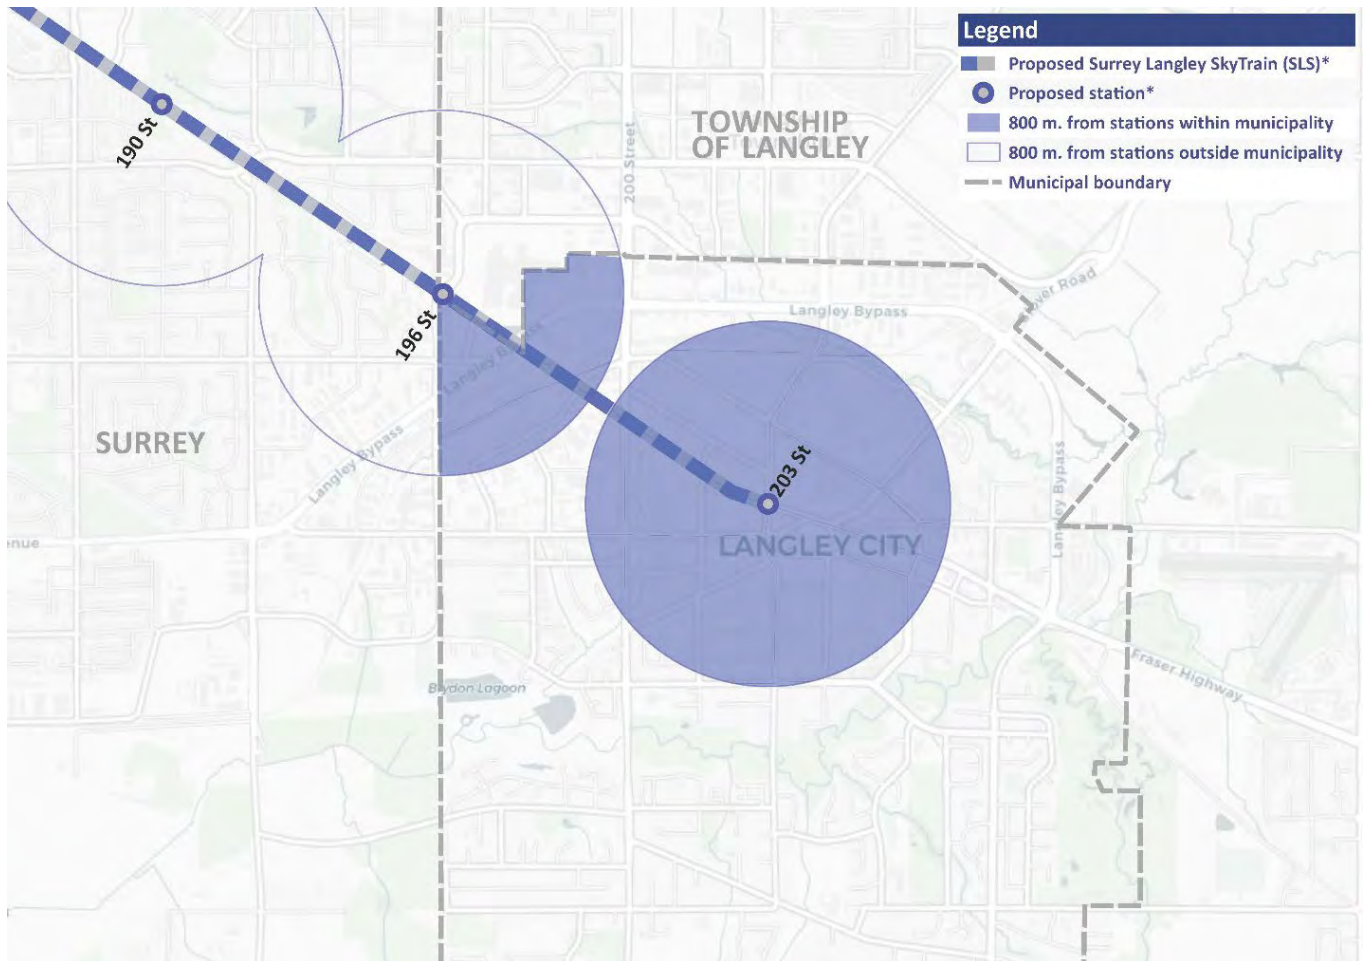 Legend
Proposed Surrey Langley SkyTrain (SLS)*
Proposed station*
800 m. from stations within municipality
800 m. from stations outside municipality
Municipal boundary
TOWNSHIP
OF LANGLEY
200 Street
190 St
196 St
Langley Bypass
Langley Bypass
SURREY
Langley Bypass
203 St
LANGLEY CITY
Langley Bypass
enue
Fraser Highway
Brydon Lagoon